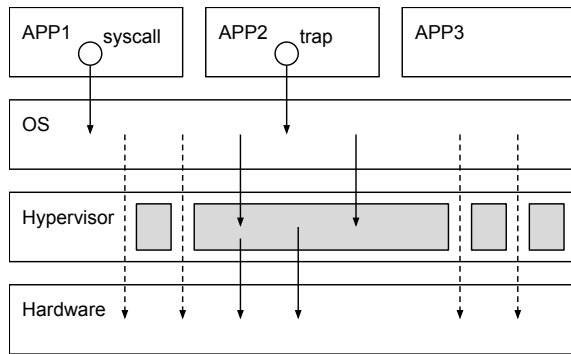 APP1 syscall
APP2 trap
APP3
OS
Hypervisor
Hardware